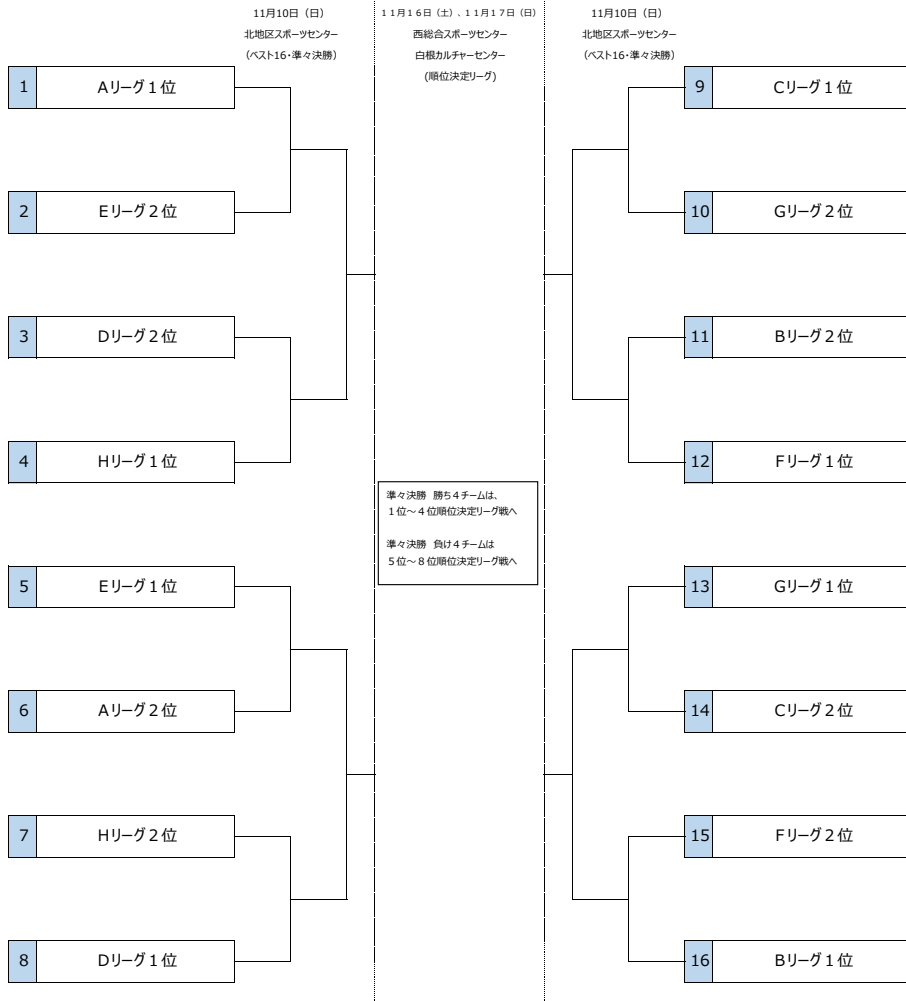 11月10日（日）
北地区スポーツセンター
（ベスト16・準々決勝）
１１月１６日（土）、１１月１７日（日）
西総合スポーツセンター
白根カルチャーセンター
(順位決定リーグ)
11月10日（日）
北地区スポーツセンター
（ベスト16・準々決勝）
1 Aリーグ１位
2 Eリーグ２位
3 Dリーグ２位
4 Hリーグ１位
5 Eリーグ１位
6 Aリーグ２位
7 Hリーグ２位
8 Dリーグ１位
準々決勝 勝ち４チームは、
１位～４位順位決定リーグ戦へ
準々決勝 負け４チームは
５位～８位順位決定リーグ戦へ
9 Cリーグ１位
10 Gリーグ２位
11 Bリーグ２位
12 Fリーグ１位
13 Gリーグ１位
14 Cリーグ２位
15 Fリーグ２位
16 Bリーグ１位